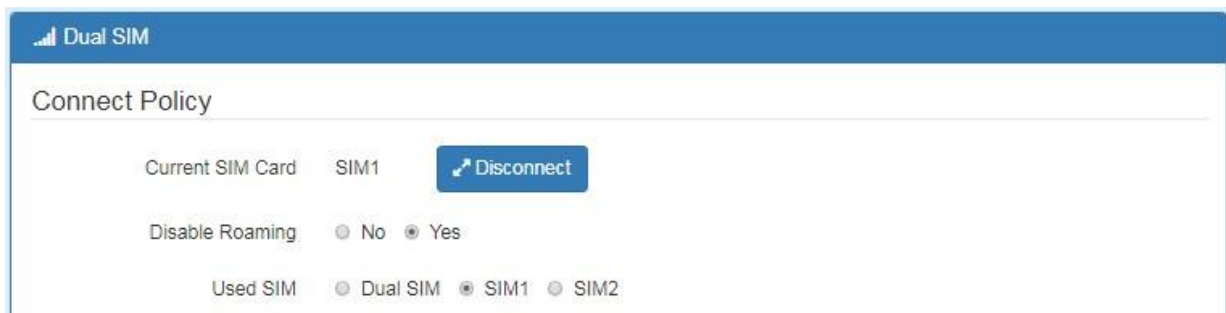 Dual SIM
Connect Policy
Current SIM Card SIM1 Disconnect
Disable Roaming No Yes
Used SIM Dual SIM SIM1 SIM2